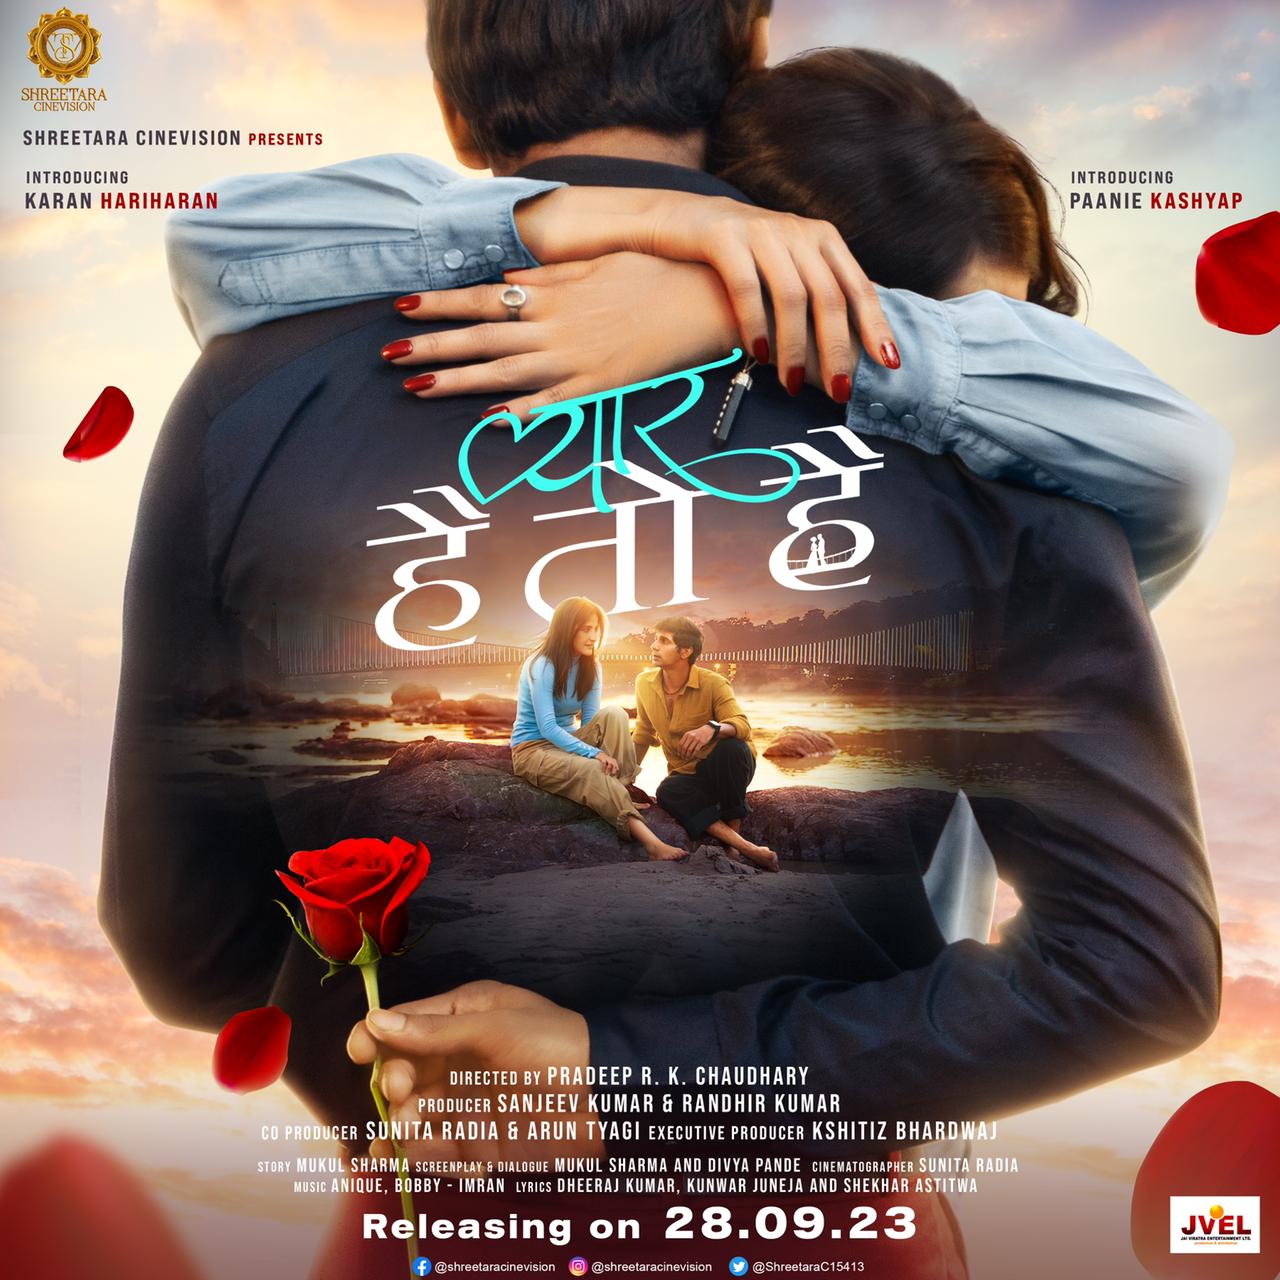 SHREETARA
CINEVISION
SHREETARA CINEVISION PRESENTS
INTRODUCING
KARAN HARIHARAN
INTRODUCING
PAANIE KASHYAP
प्यार
है तो है
DIRECTED BY PRADEEP R. K. CHAUDHARY
PRODUCER SANJEEV KUMAR & RANDHIR KUMAR
CO PRODUCER SUNITA RADIA & ARUN TYAGI EXECUTIVE PRODUCER KSHITIZ BHARDWAJ
STORY MUKUL SHARMA SCREENPLAY & DIALOGUE MUKUL SHARMA AND DIVYA PANDE CINEMATOGRAPHER SUNITA RADIA
MUSIC ANIQUE, BOBBY - IMRAN LYRICS DHEERAJ KUMAR, KUNWAR JUNEJA AND SHEKHAR ASTITWA
Releasing on 28.09.23
@shreetaracinevision @shreetaracinevision @ShreetaraC15413
JVEL
JAI VIRATRA ENTERTAINMENT LTD.
production & distribution